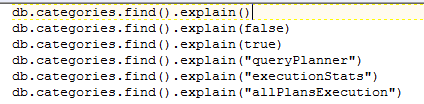 db.categories.find().explain()
db.categories.find().explain(false)
db.categories.find().explain(true)
db.categories.find().explain("queryPlanner")
db.categories.find().explain("executionStats")
db.categories.find().explain("allPlansExecution")